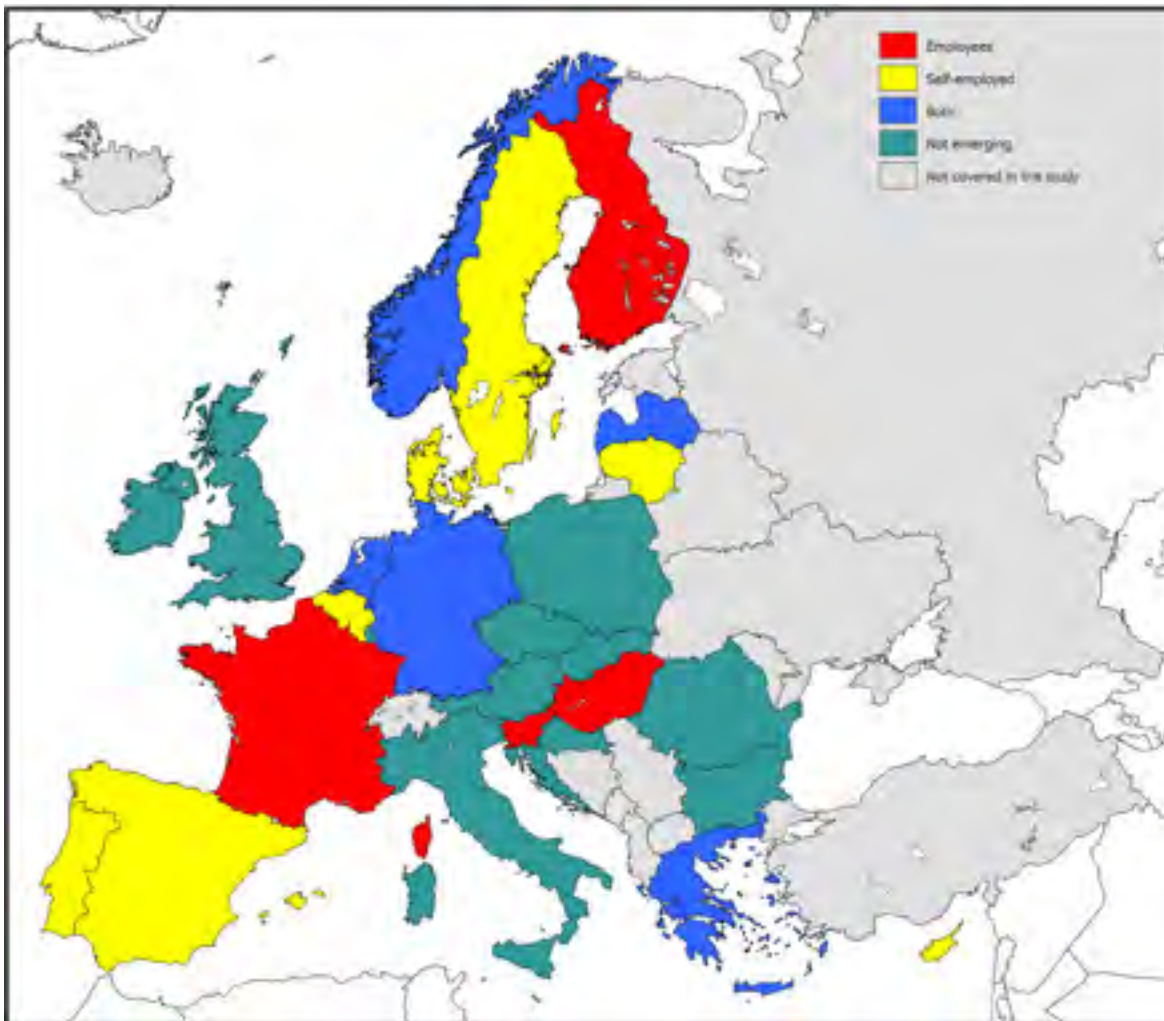 Employees
Self-employed
Both
Not emerging
Not covered in the study